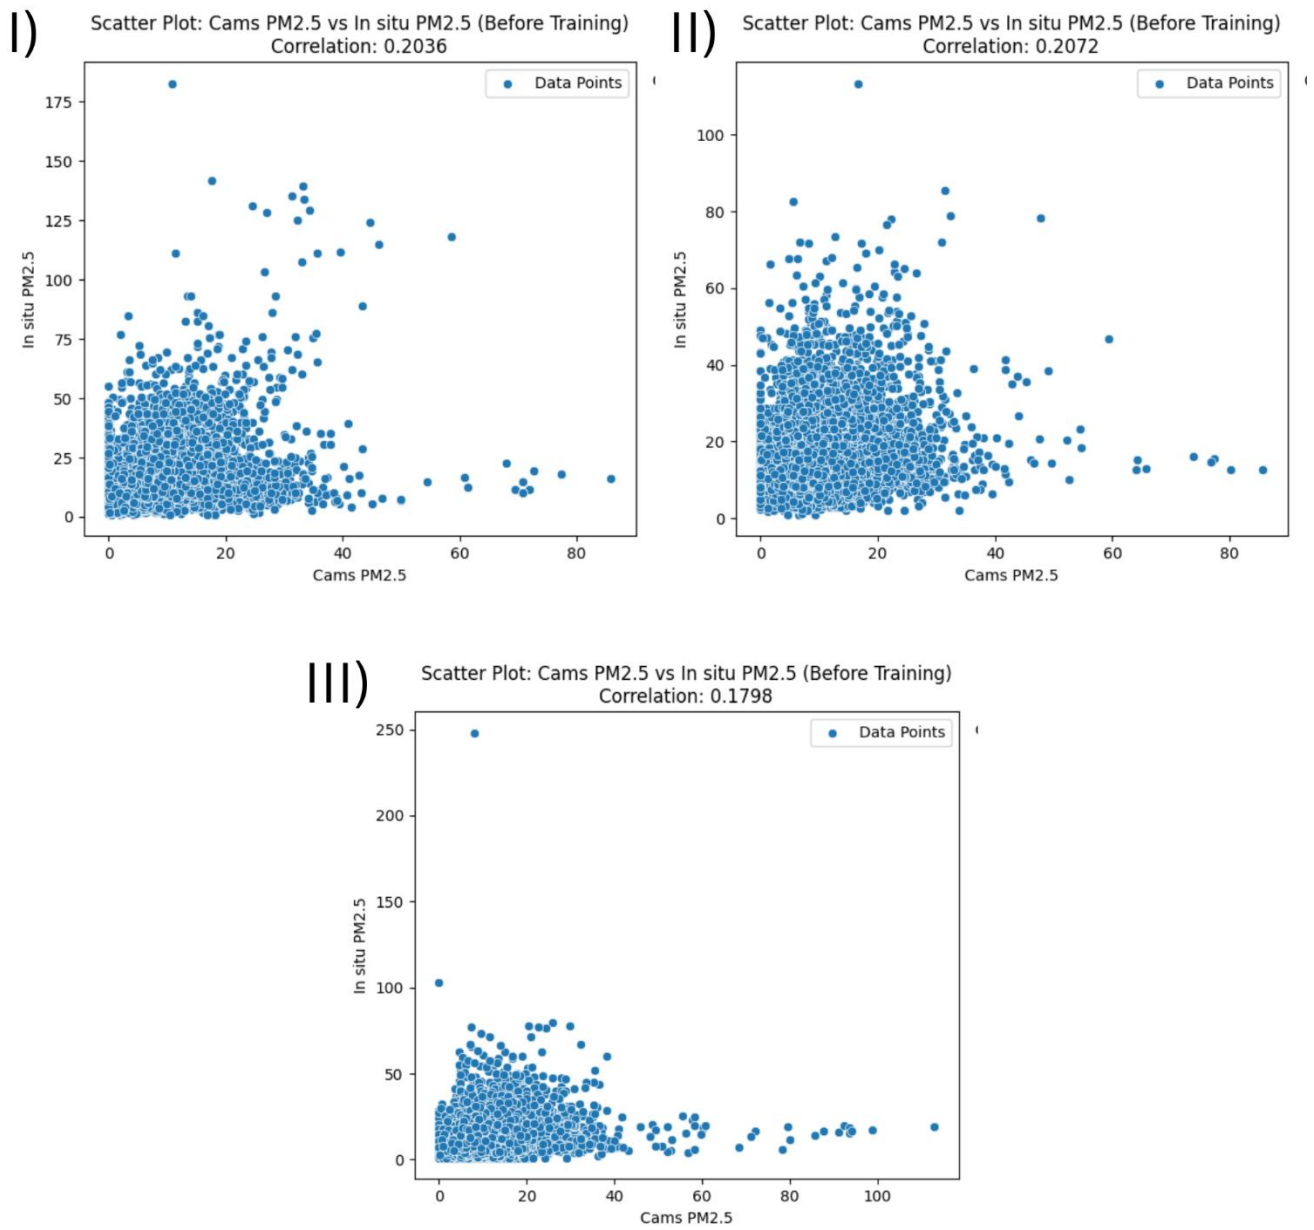 I)
Scatter Plot: Cams PM2.5 vs In situ PM2.5 (Before Training)
Correlation: 0.2036
Data Points
175
150
125
100
75
50
25
0
In situ PM2.5
0 20 40 60 80
Cams PM2.5
II)
Scatter Plot: Cams PM2.5 vs In situ PM2.5 (Before Training)
Correlation: 0.2072
Data Points
100
80
60
40
20
0
In situ PM2.5
0 20 40 60 80
Cams PM2.5
III)
Scatter Plot: Cams PM2.5 vs In situ PM2.5 (Before Training)
Correlation: 0.1798
Data Points
250
200
150
100
50
0
In situ PM2.5
0 20 40 60 80 100
Cams PM2.5